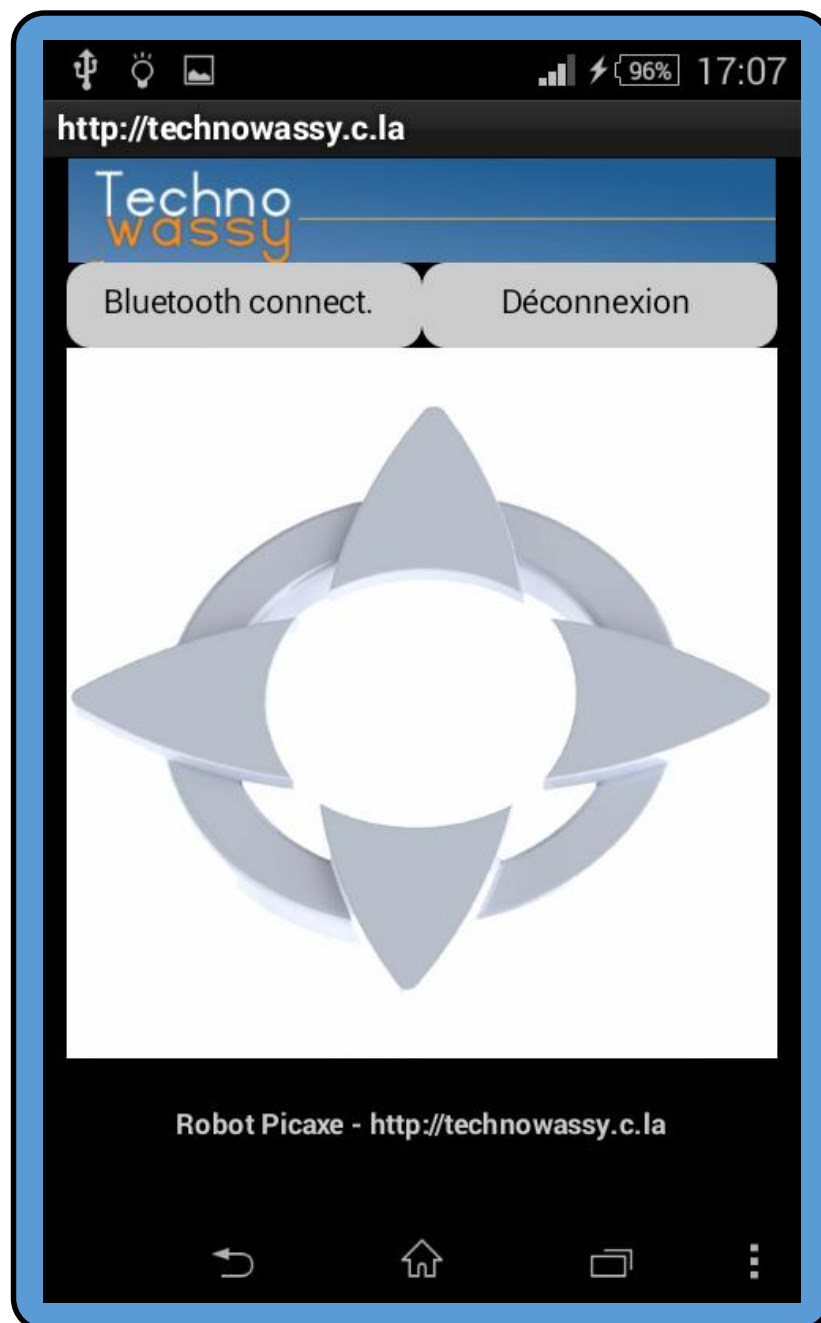 96% 17:07
http://technowassy.c.la
Techno
wassy
Bluetooth connect. Déconnexion
Robot Picaxe - http://technowassy.c.la